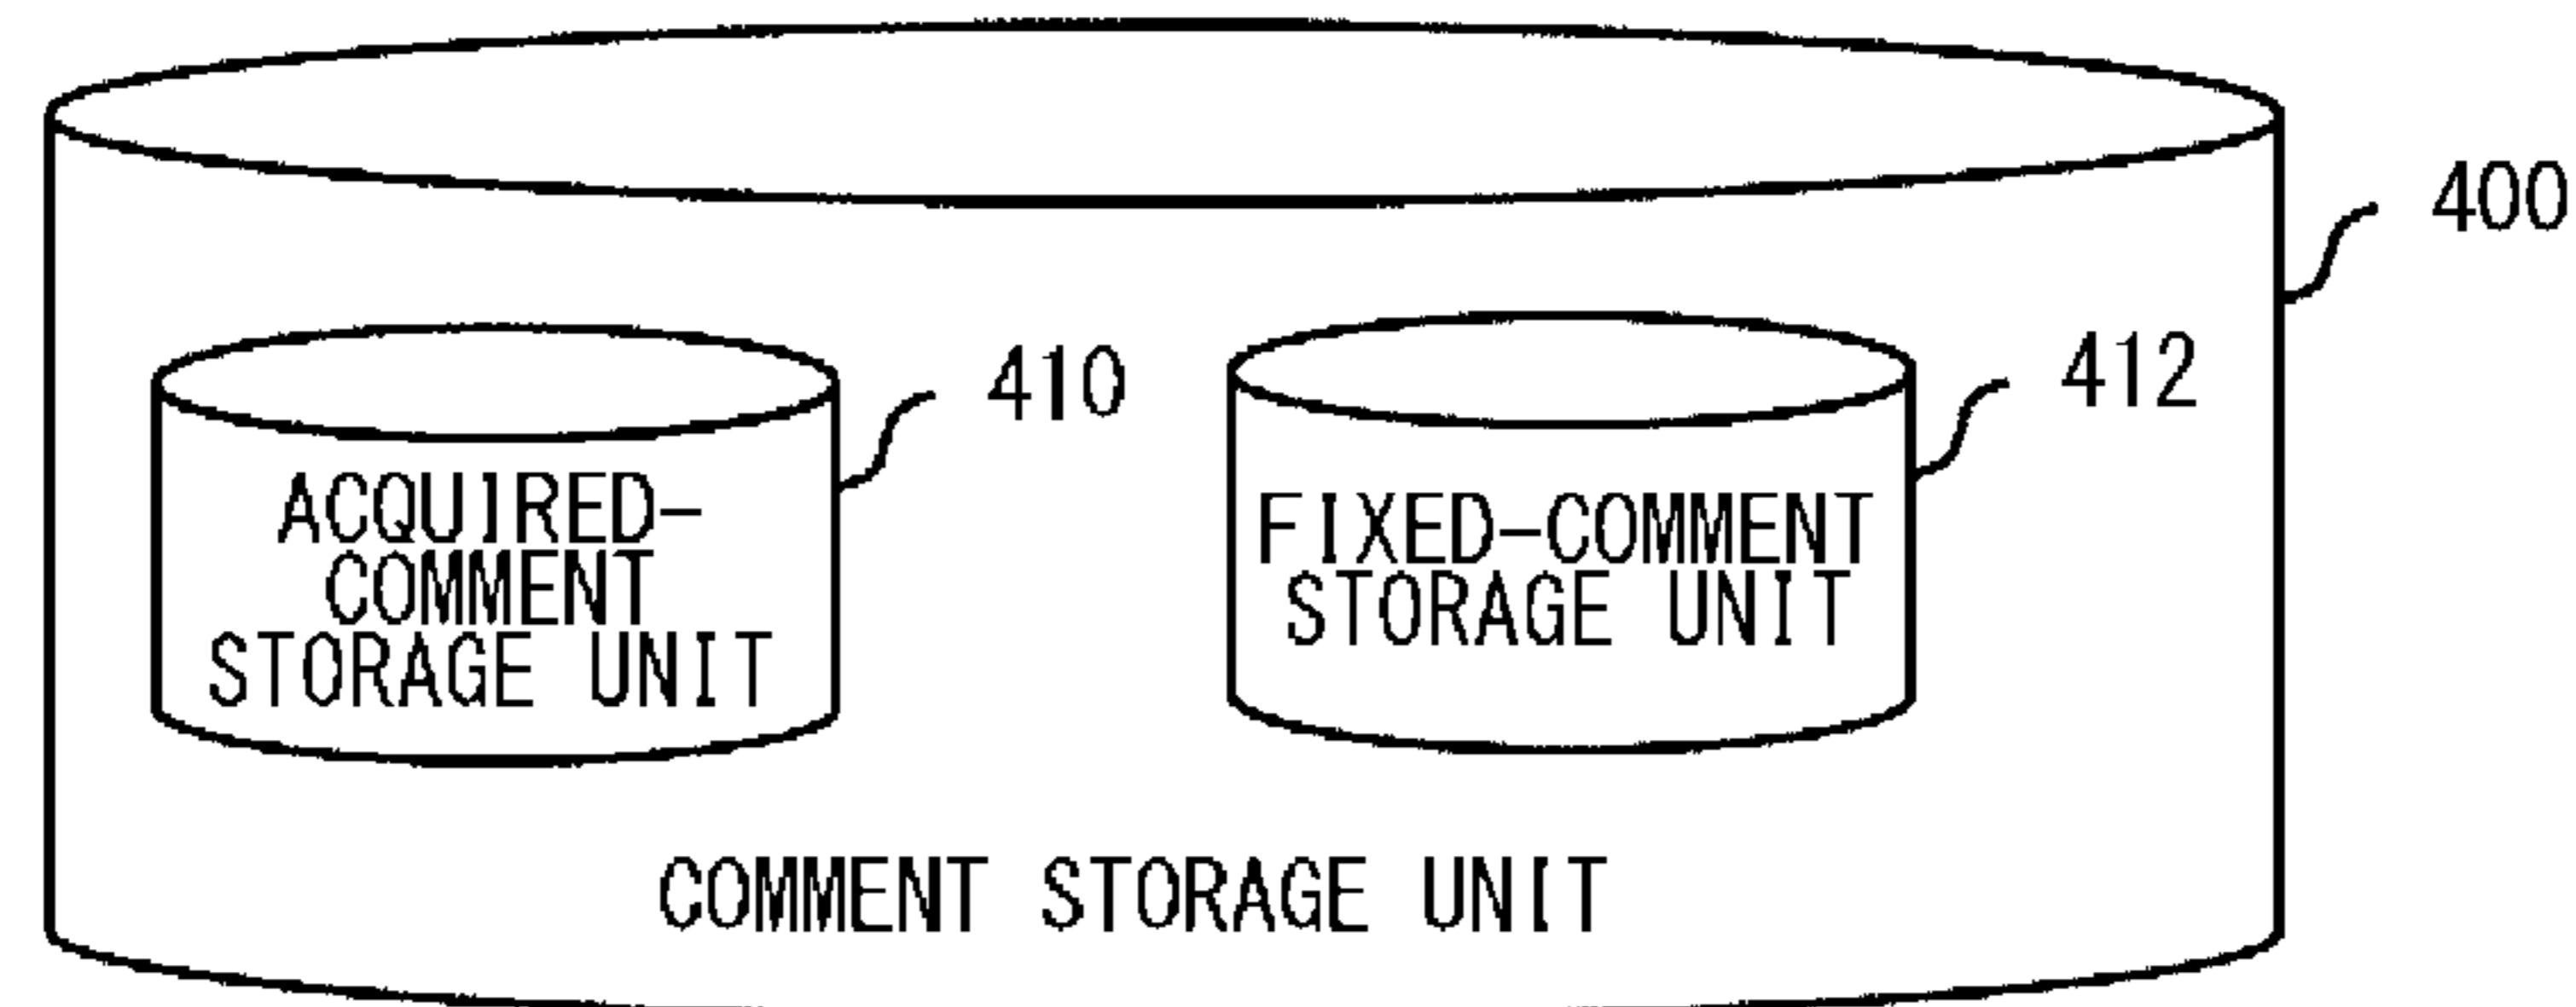 400
410
412
ACQUIRED-
COMMENT
STORAGE UNIT
FIXED-COMMENT
STORAGE UNIT
COMMENT STORAGE UNIT